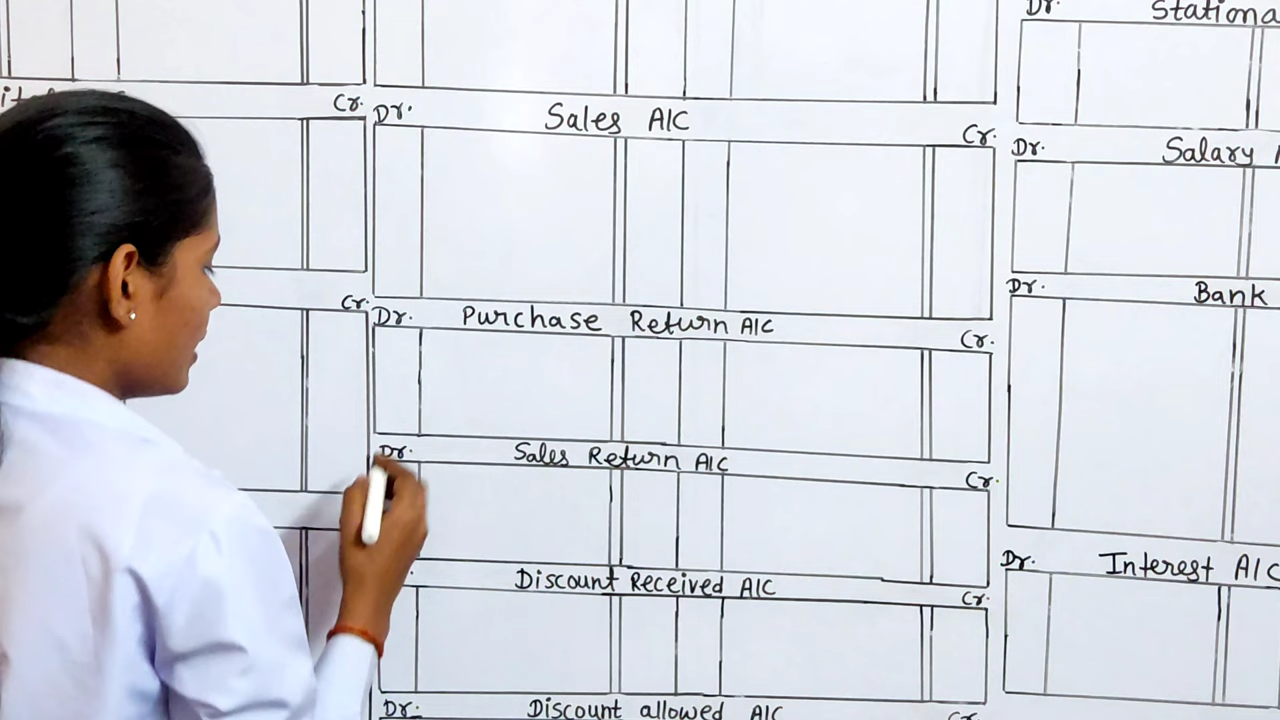 Cr.
Cr.
Dr. Sales A/C Cr.
Dr. Purchase Return A/C Cr.
Dr. Sales Return A/C Cr.
Discount Received A/C Cr.
Dr. Discount allowed A/C Cr.
Dr. Stationa
Dr. Salary
Dr. Bank
Dr. Interest A/C